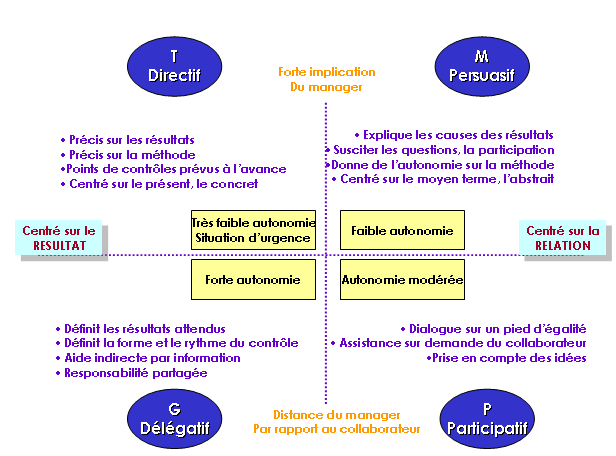 T
Directif
Forte implication
Du manager
M
Persuasif
• Précis sur les résultats
• Précis sur la méthode
•Points de contrôles prévus à l'avance
• Centré sur le présent, le concret
• Explique les causes des résultats
• Susciter les questions, la participation
•Donne de l'autonomie sur la méthode
• Centré sur le moyen terme, l'abstrait
Centré sur le
RESULTAT
Très faible autonomie
Situation d'urgence
Faible autonomie
Centré sur la
RELATION
Forte autonomie
Autonomie modérée
• Définit les résultats attendus
• Définit la forme et le rythme du contrôle
• Aide indirecte par information
• Responsabilité partagée
• Dialogue sur un pied d'égalité
• Assistance sur demande du collaborateur
•Prise en compte des idées
G
Délégatif
Distance du manager
Par rapport au collaborateur
P
Participatif